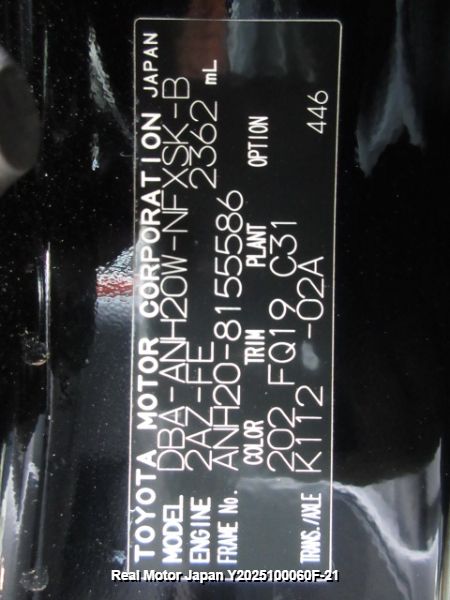 TOYOTA MOTOR CORPORATION JAPAN
MODEL DBA-ANH20W-NFXSK-B
ENGINE 2AZ-FE 2362 mL
FRAME No. ANH20-8155586
COLOR TRIM PLANT OPTION
202 FQ19 C31 446
TRANS./AXLE K112 -02A
Real Motor Japan Y2025100060F-21